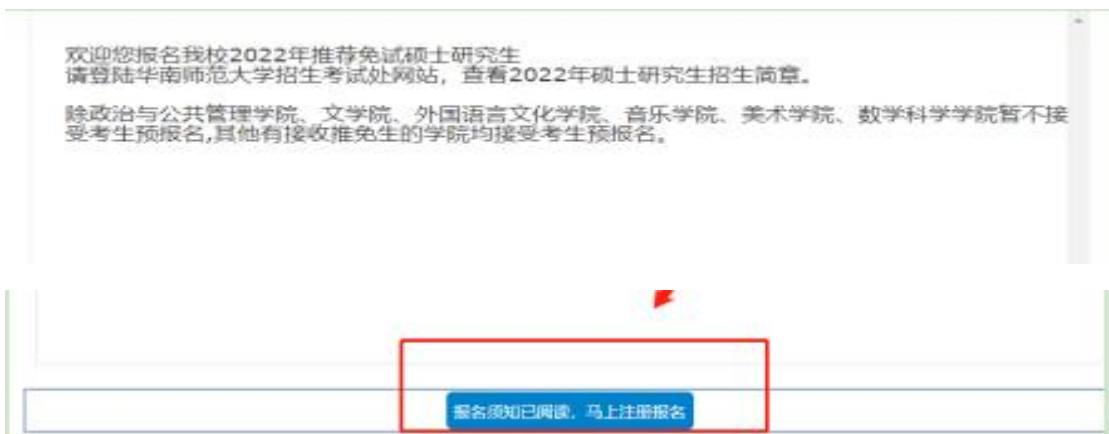 欢迎您报名我校2022年推荐免试硕士研究生
请登陆华南师范大学招生考试处网站，查看2022年硕士研究生招生简章。
除政治与公共管理学院、文学院、外国语言文化学院、音乐学院、美术学院、数学科学学院暂不接
受考生预报名,其他有接收推免生的学院均接受考生预报名。
报名须知已阅读，马上注册报名